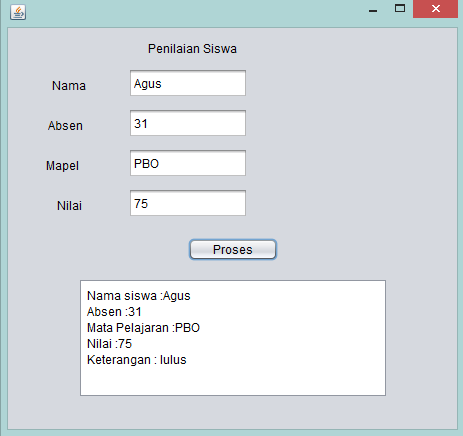 Penilaian Siswa
Nama Agus
Absen 31
Mapel PBO
Nilai 75
Proses
Nama siswa :Agus
Absen :31
Mata Pelajaran :PBO
Nilai :75
Keterangan : lulus